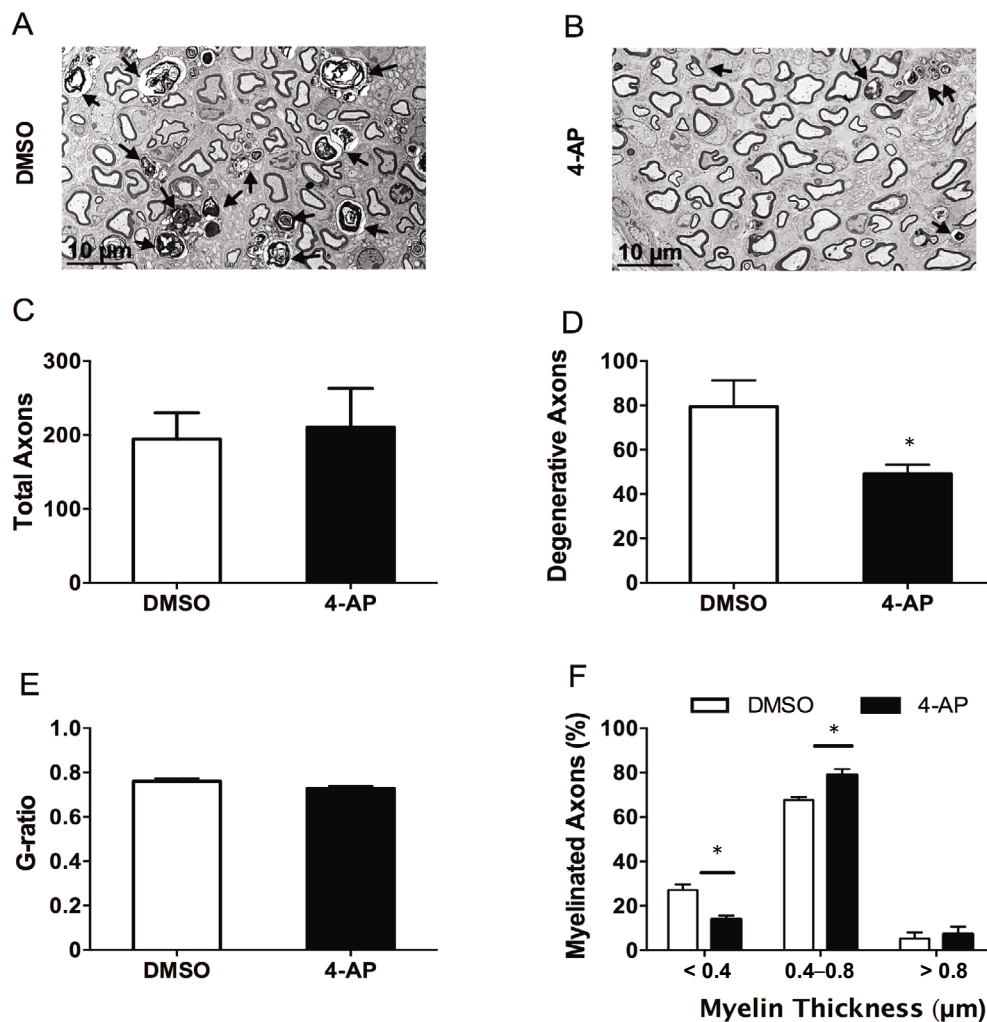 A
B
DMSO
10 µm
4-AP
10 µm
C
D
Total Axons
300
200
100
0
DMSO
4-AP
Degenerative Axons
100
80
60
40
20
0
*
DMSO
4-AP
E
F
G-ratio
1.0
0.8
0.6
0.4
0.2
0
DMSO
4-AP
DMSO
4-AP
Myelinated Axons (%)
100
80
60
40
20
0
*
*
< 0.4
0.4–0.8
> 0.8
Myelin Thickness (µm)